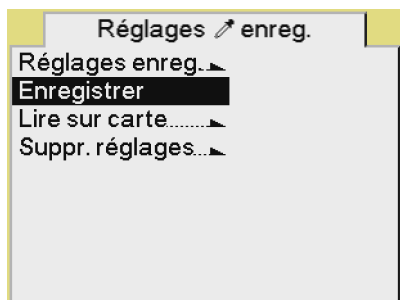 Réglages enreg.
Réglages enreg.
Enregistrer
Lire sur carte
Suppr. réglages